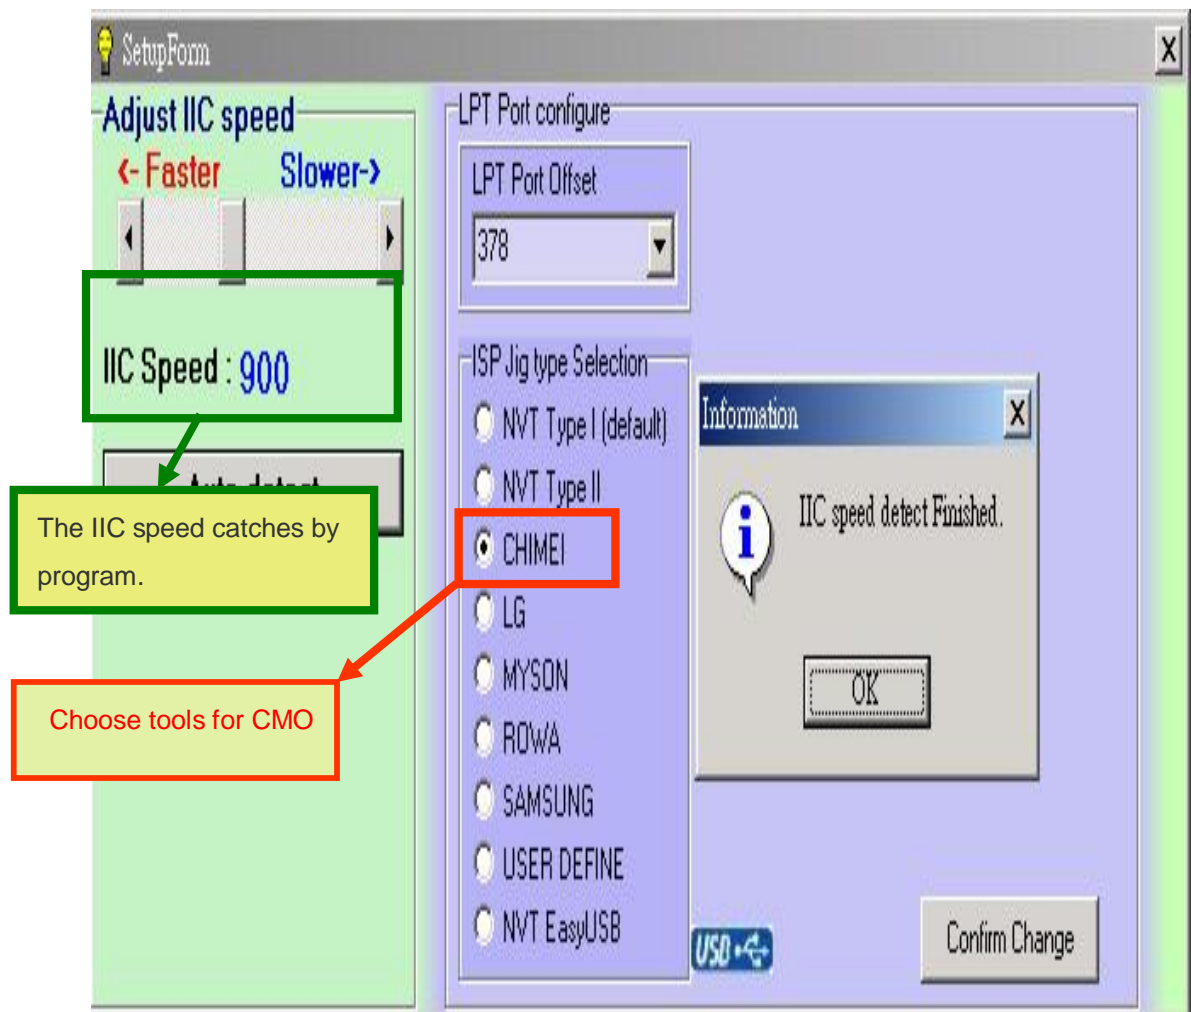 SetupForm
Adjust IIC speed
<- Faster Slower->
IIC Speed : 900
Auto detect
The IIC speed catches by
program.
Choose tools for CMO
LPT Port configure
LPT Port Offset
378
ISP Jig type Selection
NVT Type I (default)
NVT Type II
CHIMEI
LG
MYSON
ROWA
SAMSUNG
USER DEFINE
NVT EasyUSB
Information
IIC speed detect Finished.
OK
USB
Confirm Change